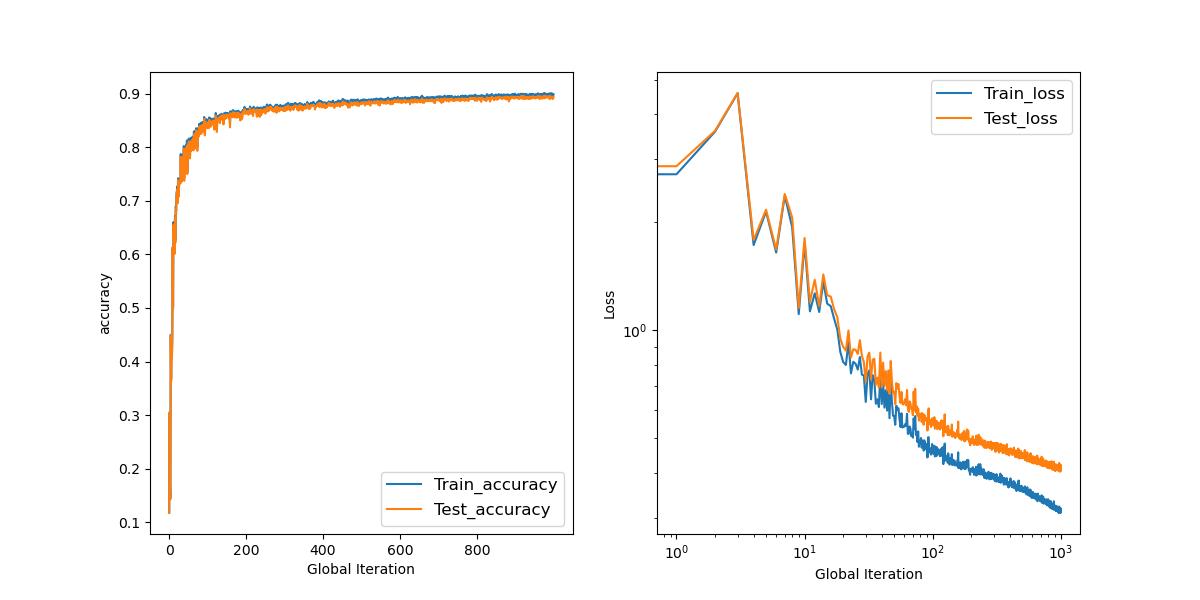 0.9
0.8
0.7
0.6
0.5
0.4
0.3
0.2
0.1
accuracy
0 200 400 600 800
Global Iteration
Train_accuracy
Test_accuracy
Train_loss
Test_loss
Loss
10⁰
10⁰ 10¹ 10² 10³
Global Iteration